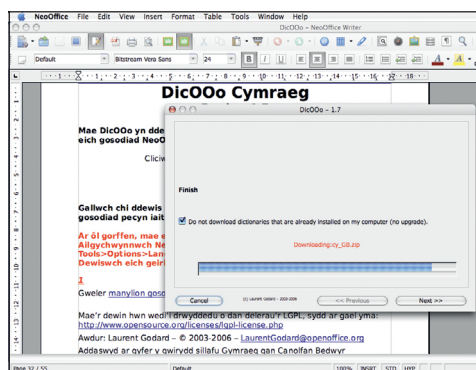 NeoOffice File Edit View Insert Format Table Tools Window Help
DicOOo – NeoOffice Writer
Default Bitstream Vera Sans 24 B I U
DicOOo Cymraeg
Mae DicOOo yn dde
eich gosodiad NeoO
Cliciw
Gallwch chi ddewis
gosodiad pecyn iait
Ar ôl gorffen, mae e
Ailgychwynnwch Ne
Tools>Options>Lan
Dewiswch eich geiri
DicOOo – 1.7
Finish
Do not download dictionaries that are already installed on my computer (no upgrade).
Downloading:cy_GB.zip
Cancel
(c) Laurent Godard - 2003-2006
<< Previous
Next >>
1
Gweler manylion goso
Mae'r dewin hwn wedi'i drwyddedu o dan delerau'r LGPL, sydd ar gael yma:
http://www.opensource.org/licenses/lgpl-license.php
Awdur: Laurent Godard – © 2003-2006 – LaurentGodard@openoffice.org
Addaswyd ar gyfer y gwirydd sillafu Cymraeg gan Canolfan Bedwyr
Page 32 / 55 Default 100% INSRT STD HYP